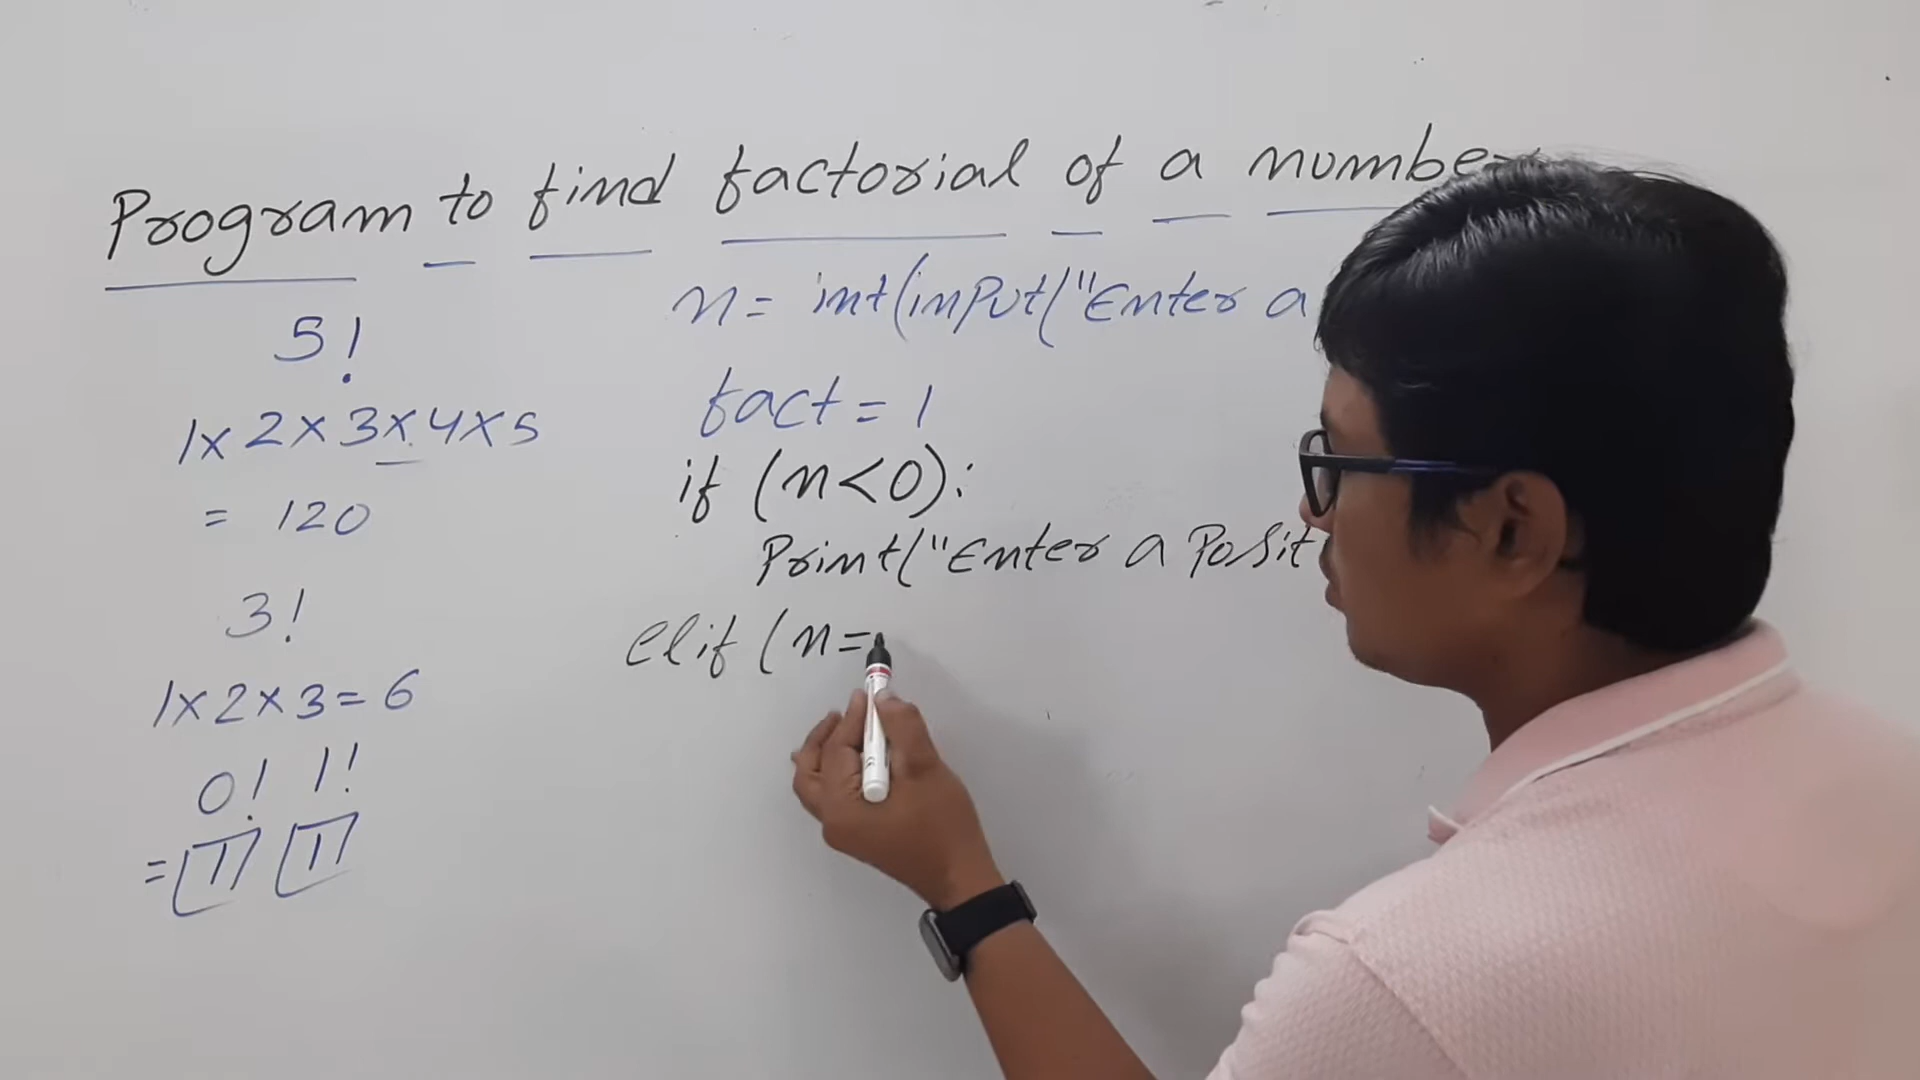 Program to find factorial of a number
5!
1x2x3x4x5
= 120
3!
1x2x3=6
0! 1!
= 1 1
n= int(input("Enter a
fact = 1
if (n<0):
Print("Enter a Posit
elif (n=